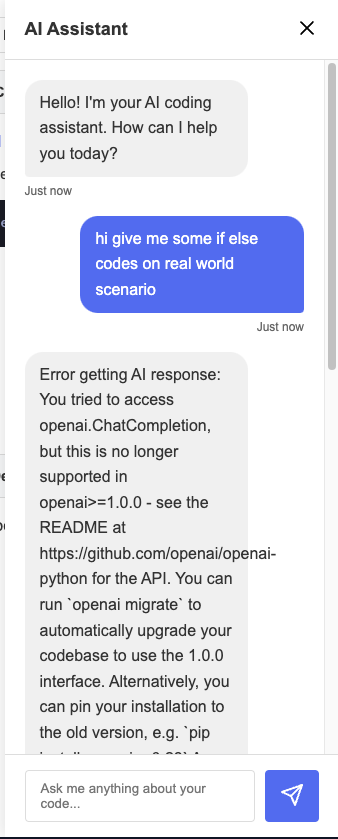 AI Assistant
Hello! I'm your AI coding
assistant. How can I help
you today?
Just now
hi give me some if else
codes on real world
scenario
Just now
Error getting AI response:
You tried to access
openai.ChatCompletion,
but this is no longer
supported in
openai>=1.0.0 - see the
README at
https://github.com/openai/openai-
python for the API. You can
run `openai migrate` to
automatically upgrade your
codebase to use the 1.0.0
interface. Alternatively, you
can pin your installation to
the old version, e.g. `pip
Ask me anything about your
code...